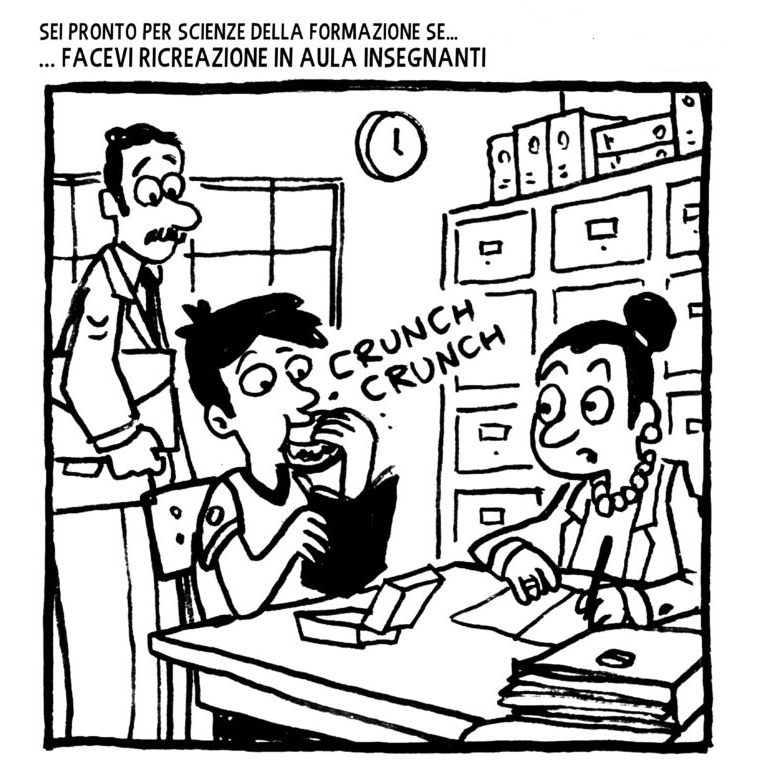 SEI PRONTO PER SCIENZE DELLA FORMAZIONE SE...
... FACEVI RICREAZIONE IN AULA INSEGNANTI
CRUNCH
CRUNCH